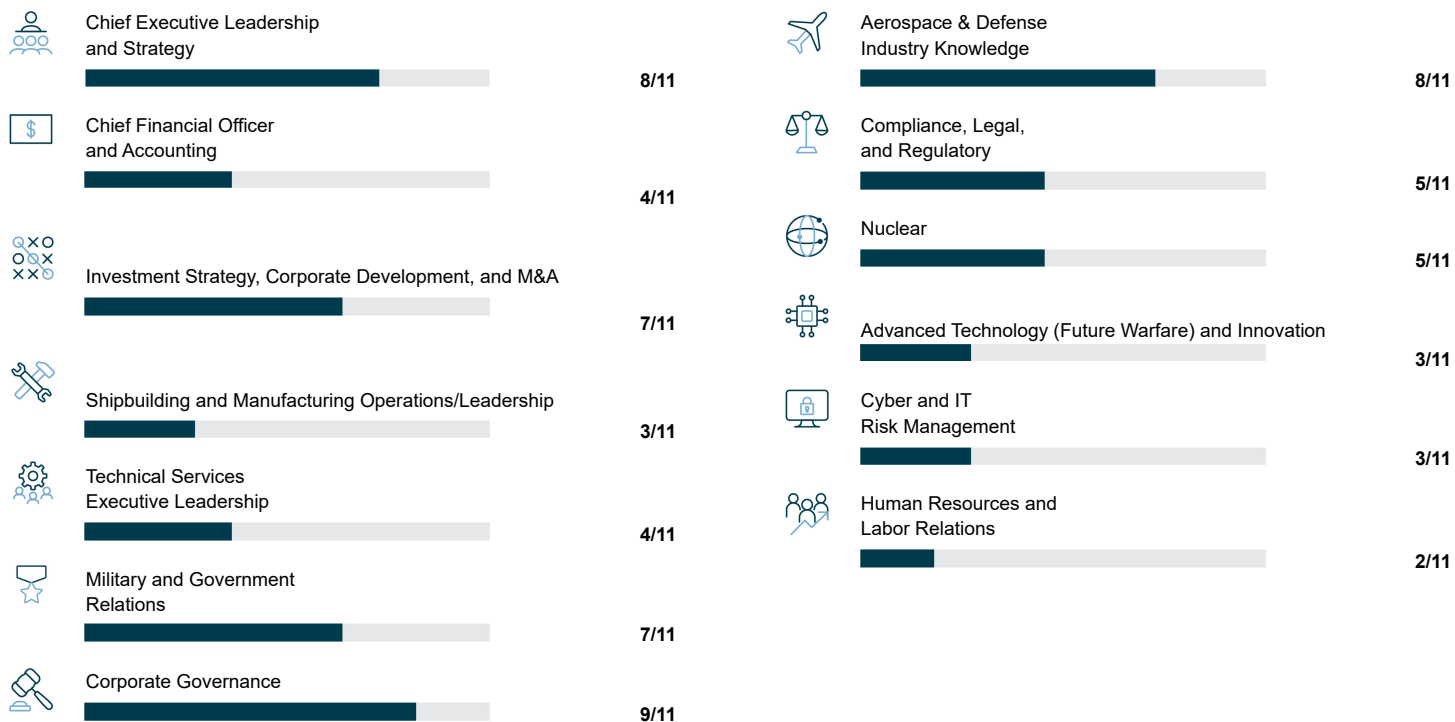 Chief Executive Leadership
and Strategy
8/11
Chief Financial Officer
and Accounting
4/11
Investment Strategy, Corporate Development, and M&A
7/11
Shipbuilding and Manufacturing Operations/Leadership
3/11
Technical Services
Executive Leadership
4/11
Military and Government
Relations
7/11
Corporate Governance
9/11
Aerospace & Defense
Industry Knowledge
8/11
Compliance, Legal,
and Regulatory
5/11
Nuclear
5/11
Advanced Technology (Future Warfare) and Innovation
3/11
Cyber and IT
Risk Management
3/11
Human Resources and
Labor Relations
2/11